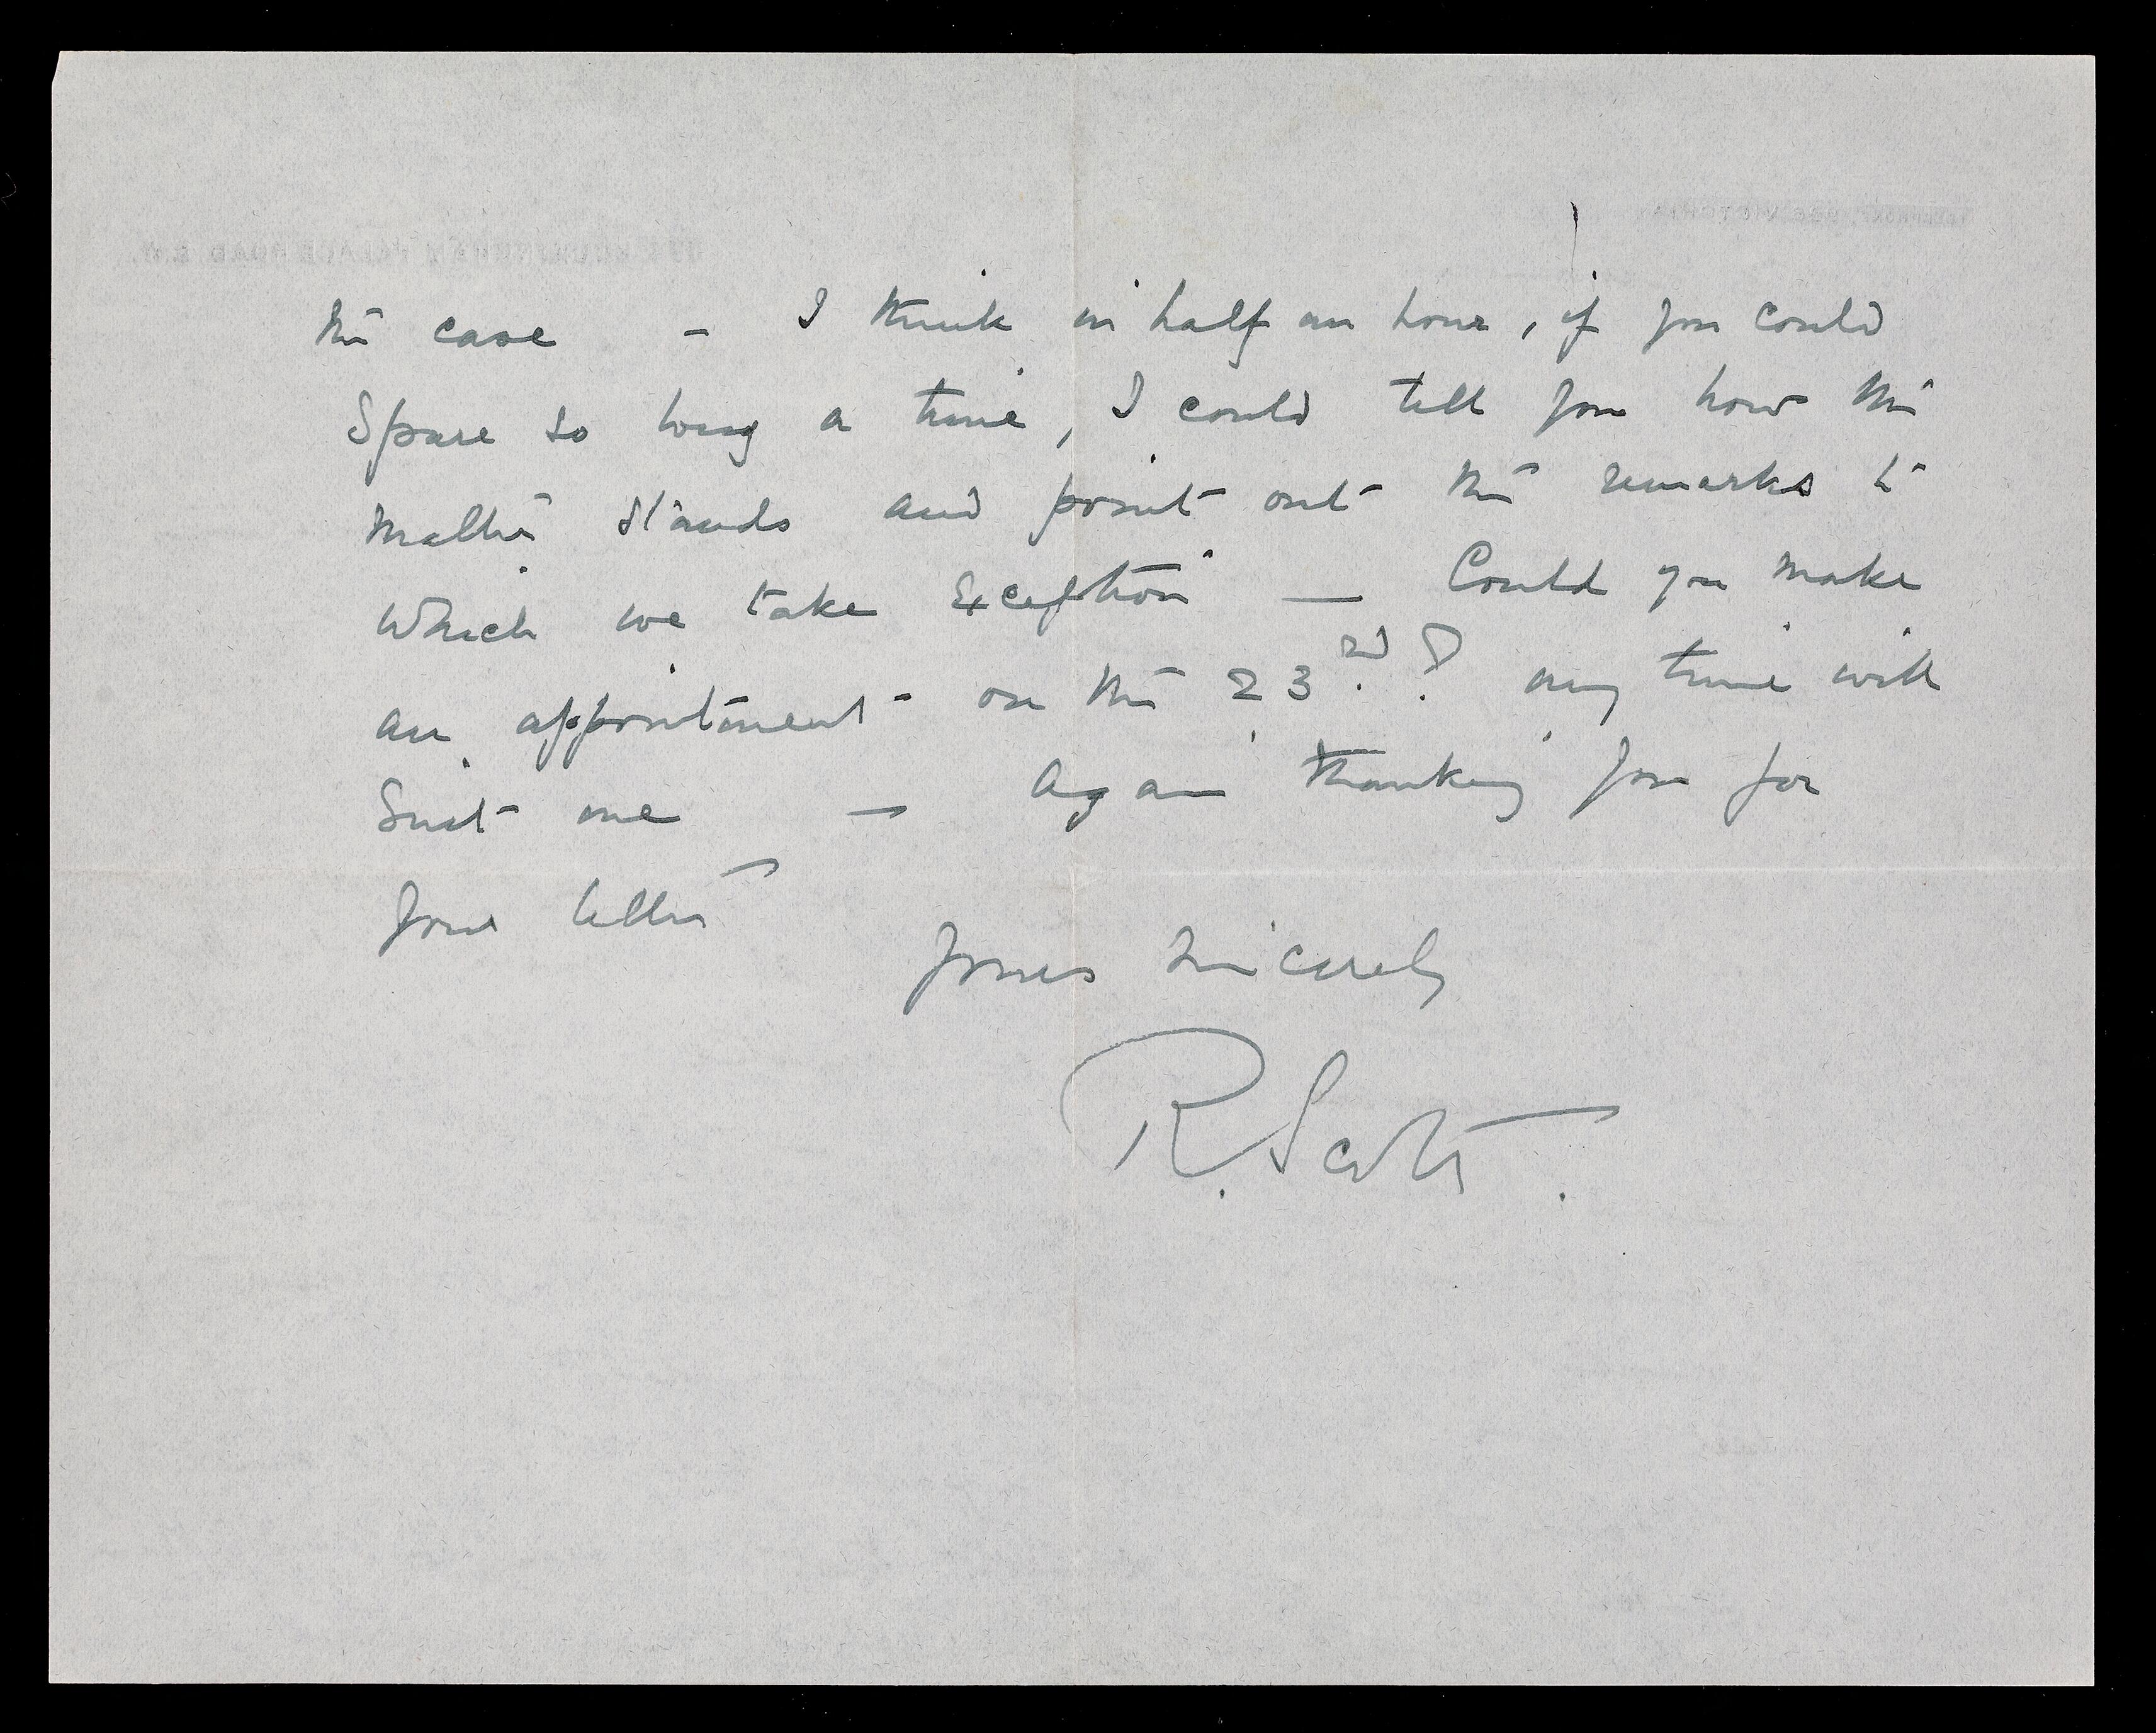 the case - I think in half an hour, if you could
spare so long a time, I could tell you how the
matter stands and point out the remarks to
which we take exception — Could you make
an appointment on the 23rd.? any time will
suit me — Again thanking you for
your letter
Yours sincerely
R. Scott.